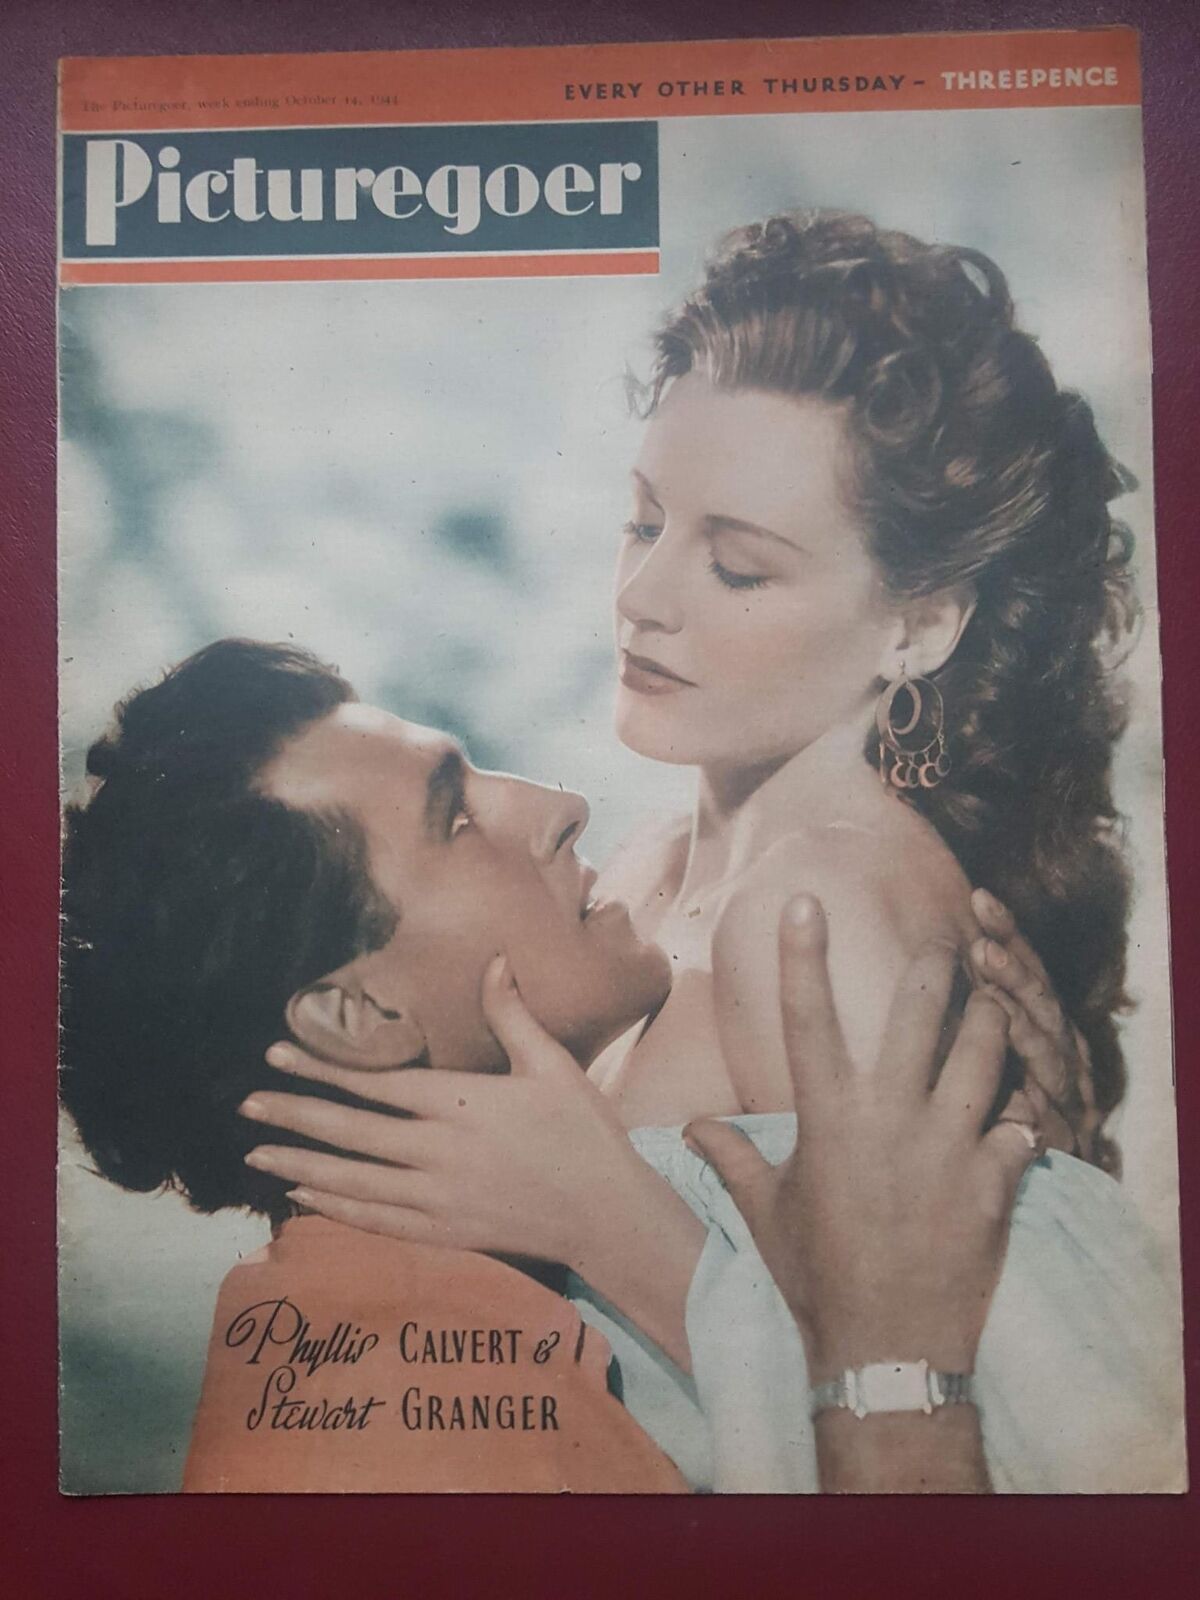 The Picturegoer, week ending October 14, 1944
EVERY OTHER THURSDAY – THREEPENCE
Picturegoer
Phyllis CALVERT &
Stewart GRANGER